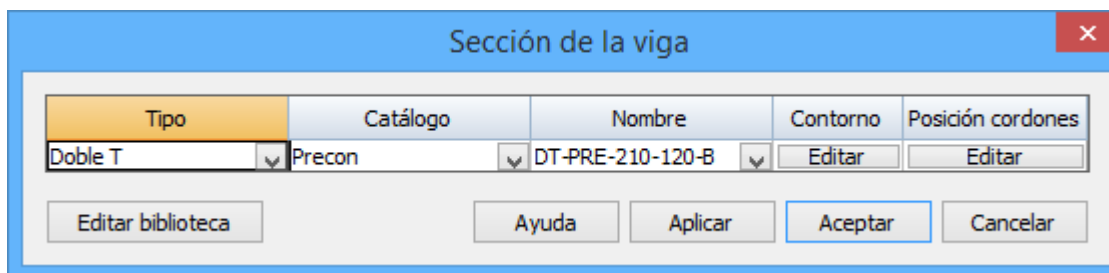 Sección de la viga
Tipo Catálogo Nombre Contorno Posición cordones
Doble T Precon DT-PRE-210-120-B Editar Editar
Editar biblioteca Ayuda Aplicar Aceptar Cancelar